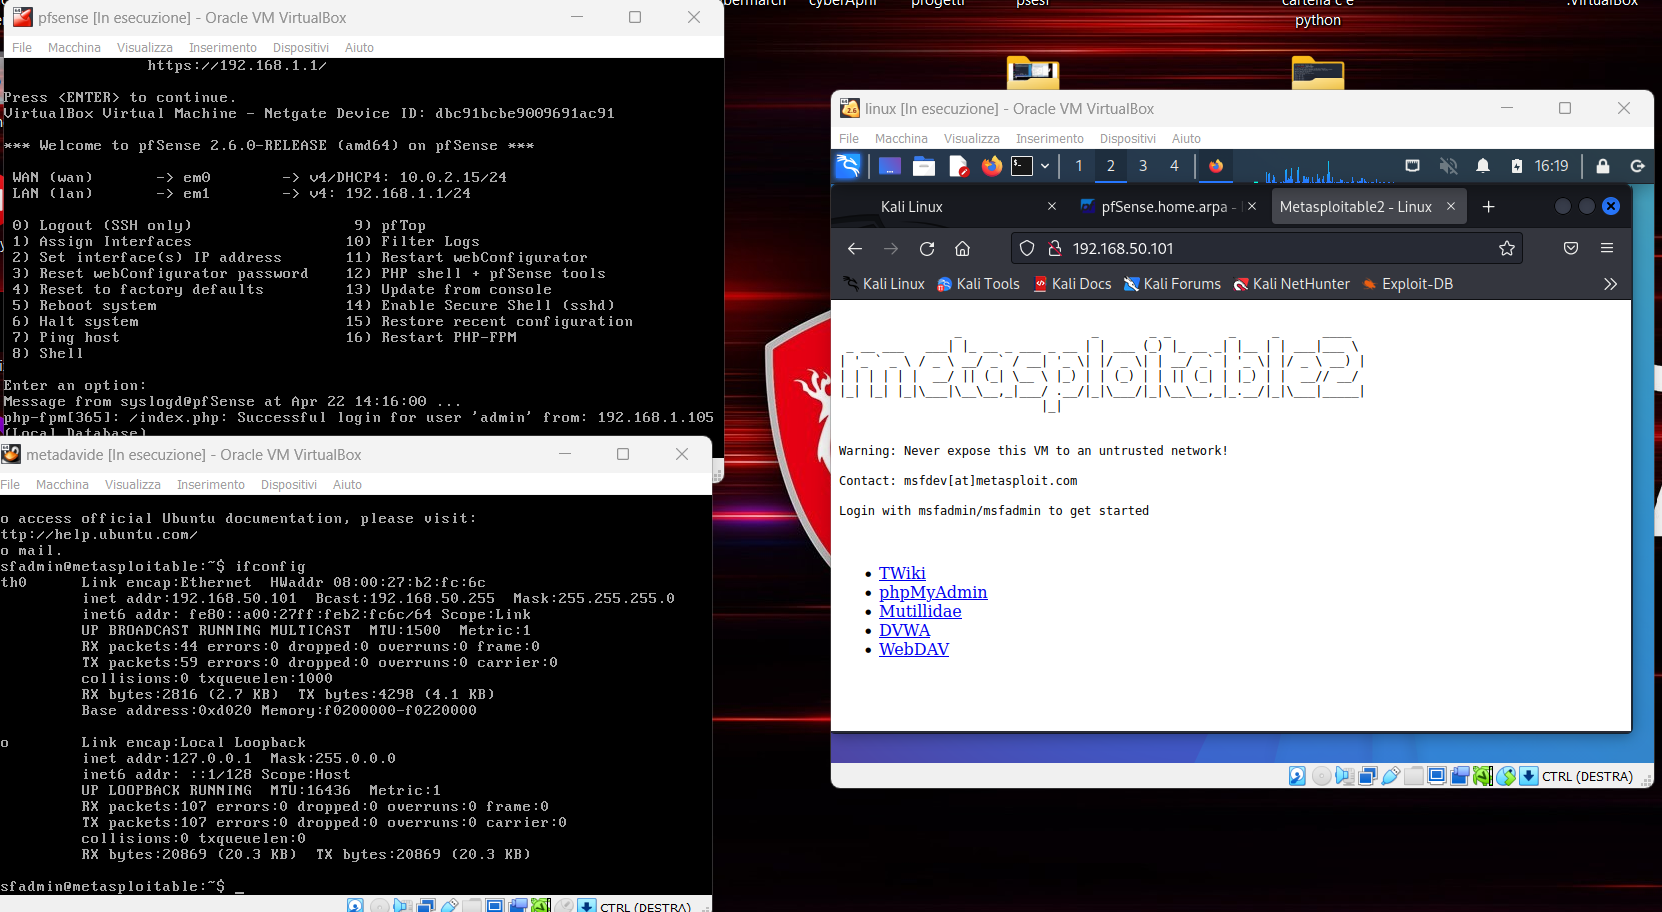 bermarch
cyberApril
progetti
psesf
cartella c e
python
.VirtualBox
pfsense [In esecuzione] - Oracle VM VirtualBox
File Macchina Visualizza Inserimento Dispositivi Aiuto
https://192.168.1.1/
Press <ENTER> to continue.
VirtualBox Virtual Machine - Netgate Device ID: dbc91bcbe9009691ac91
*** Welcome to pfSense 2.6.0-RELEASE (amd64) on pfSense ***
WAN (wan) -> em0 -> v4/DHCP4: 10.0.2.15/24
LAN (lan) -> em1 -> v4: 192.168.1.1/24
0) Logout (SSH only) 9) pfTop
1) Assign Interfaces 10) Filter Logs
2) Set interface(s) IP address 11) Restart webConfigurator
3) Reset webConfigurator password 12) PHP shell + pfSense tools
4) Reset to factory defaults 13) Update from console
5) Reboot system 14) Enable Secure Shell (sshd)
6) Halt system 15) Restore recent configuration
7) Ping host 16) Restart PHP-FPM
8) Shell
Enter an option:
Message from syslogd@pfSense at Apr 22 14:16:00 ...
php-fpm[365]: /index.php: Successful login for user 'admin' from: 192.168.1.105
(Local Database)
metadavide [In esecuzione] - Oracle VM VirtualBox
File Macchina Visualizza Inserimento Dispositivi Aiuto
o access official Ubuntu documentation, please visit:
ttp://help.ubuntu.com/
o mail.
sfadmin@metasploitable:~$ ifconfig
th0 Link encap:Ethernet HWaddr 08:00:27:b2:fc:6c
inet addr:192.168.50.101 Bcast:192.168.50.255 Mask:255.255.255.0
inet6 addr: fe80::a00:27ff:feb2:fc6c/64 Scope:Link
UP BROADCAST RUNNING MULTICAST MTU:1500 Metric:1
RX packets:44 errors:0 dropped:0 overruns:0 frame:0
TX packets:59 errors:0 dropped:0 overruns:0 carrier:0
collisions:0 txqueuelen:1000
RX bytes:2816 (2.7 KB) TX bytes:4298 (4.1 KB)
Base address:0xd020 Memory:f0200000-f0220000
o Link encap:Local Loopback
inet addr:127.0.0.1 Mask:255.0.0.0
inet6 addr: ::1/128 Scope:Host
UP LOOPBACK RUNNING MTU:16436 Metric:1
RX packets:107 errors:0 dropped:0 overruns:0 frame:0
TX packets:107 errors:0 dropped:0 overruns:0 carrier:0
collisions:0 txqueuelen:0
RX bytes:20869 (20.3 KB) TX bytes:20869 (20.3 KB)
sfadmin@metasploitable:~$ _
CTRL (DESTRA)
linux [In esecuzione] - Oracle VM VirtualBox
File Macchina Visualizza Inserimento Dispositivi Aiuto
1 2 3 4 16:19
Kali Linux pfSense.home.arpa - Metasploitable2 - Linux
192.168.50.101
Kali Linux Kali Tools Kali Docs Kali Forums Kali NetHunter Exploit-DB
metasploitable2
Warning: Never expose this VM to an untrusted network!
Contact: msfdev[at]metasploit.com
Login with msfadmin/msfadmin to get started
TWiki
phpMyAdmin
Mutillidae
DVWA
WebDAV
CTRL (DESTRA)